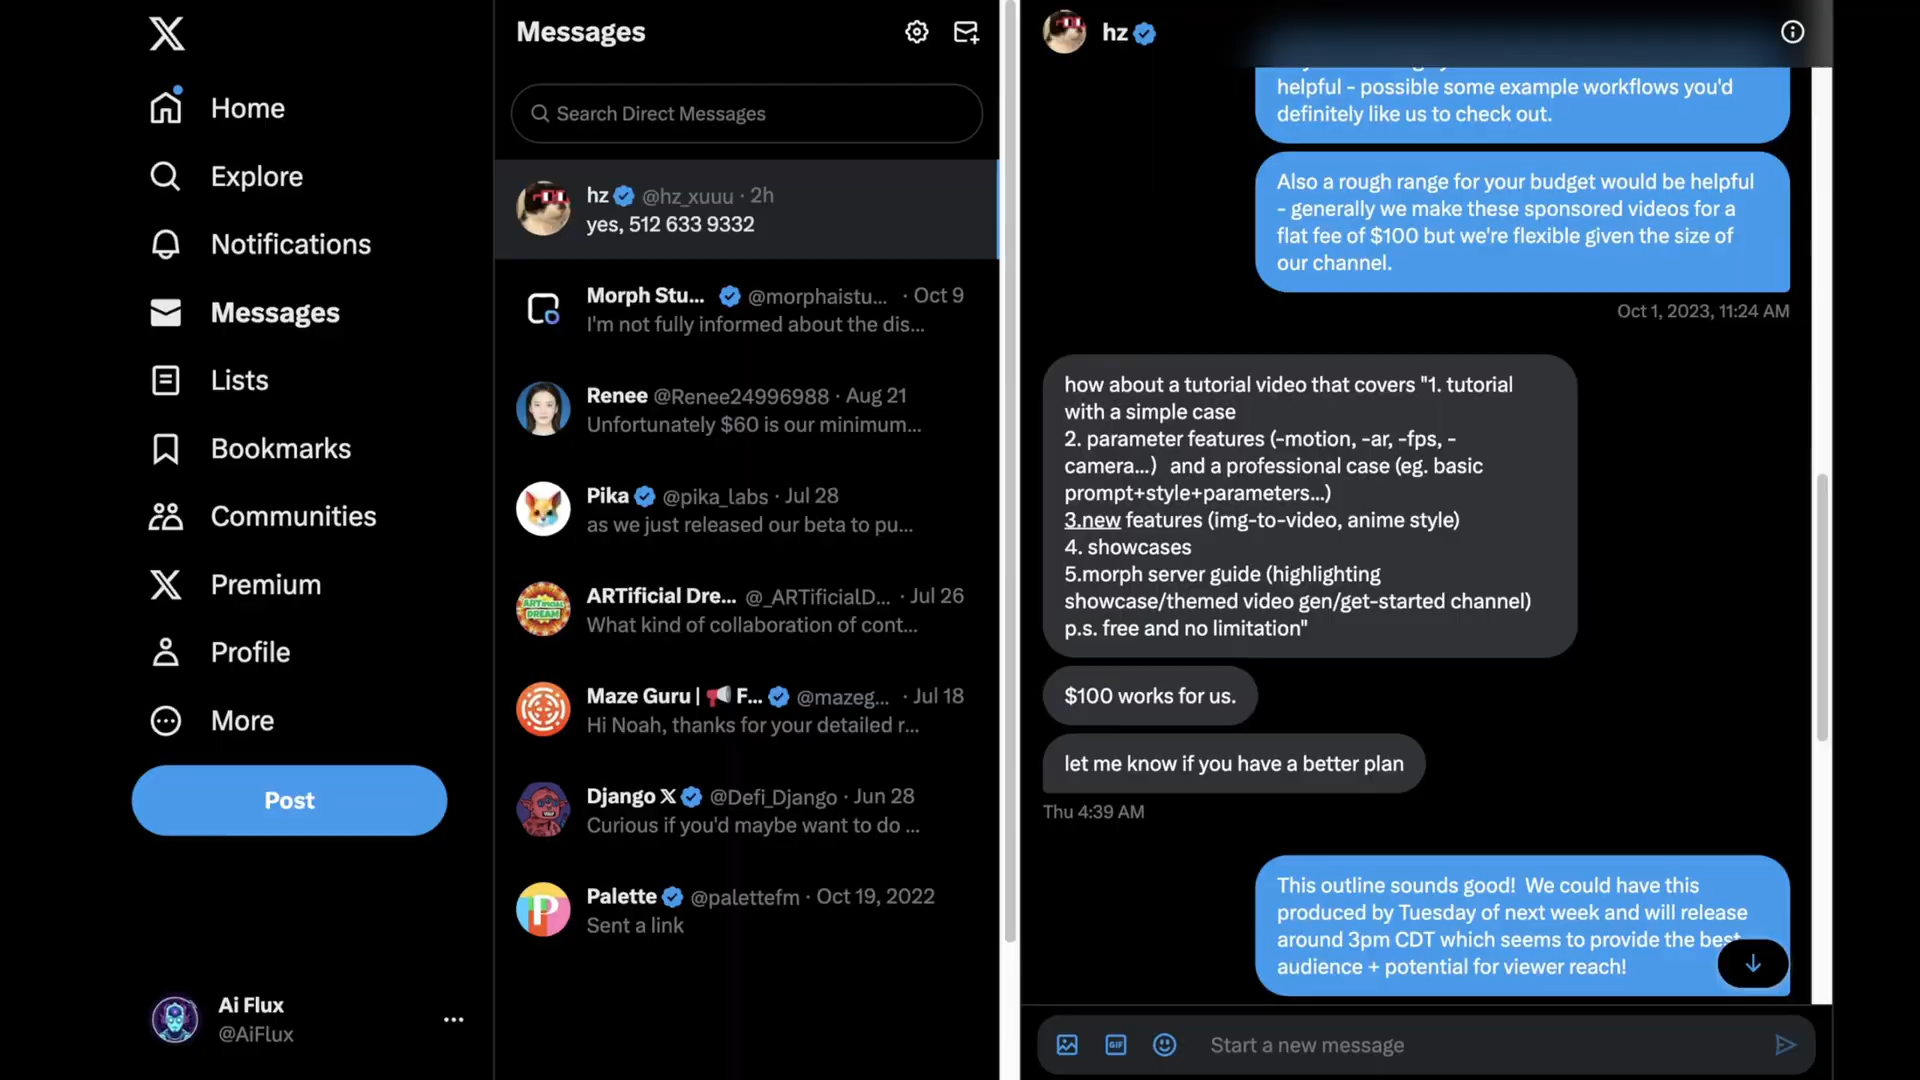 Home
Explore
Notifications
Messages
Lists
Bookmarks
Communities
Premium
Profile
More
Post
Ai Flux
@AiFlux
Messages
Search Direct Messages
hz @hz_xuuu · 2h
yes, 512 633 9332
Morph Stu... @morphaistu... · Oct 9
I'm not fully informed about the dis...
Renee @Renee24996988 · Aug 21
Unfortunately $60 is our minimum...
Pika @pika_labs · Jul 28
as we just released our beta to pu...
ARTificial Dre... @_ARTificialD... · Jul 26
What kind of collaboration of cont...
Maze Guru | 📢 F... @mazeg... · Jul 18
Hi Noah, thanks for your detailed r...
Django 𝕏 @Defi_Django · Jun 28
Curious if you'd maybe want to do ...
Palette @palettefm · Oct 19, 2022
Sent a link
hz
helpful - possible some example workflows you'd
definitely like us to check out.
Also a rough range for your budget would be helpful
- generally we make these sponsored videos for a
flat fee of $100 but we're flexible given the size of
our channel.
Oct 1, 2023, 11:24 AM
how about a tutorial video that covers "1. tutorial
with a simple case
2. parameter features (-motion, -ar, -fps, -
camera...)  and a professional case (eg. basic
prompt+style+parameters...)
3.new features (img-to-video, anime style)
4. showcases
5.morph server guide (highlighting
showcase/themed video gen/get-started channel)
p.s. free and no limitation"
$100 works for us.
let me know if you have a better plan
Thu 4:39 AM
This outline sounds good!  We could have this
produced by Tuesday of next week and will release
around 3pm CDT which seems to provide the best
audience + potential for viewer reach!
GIF
Start a new message